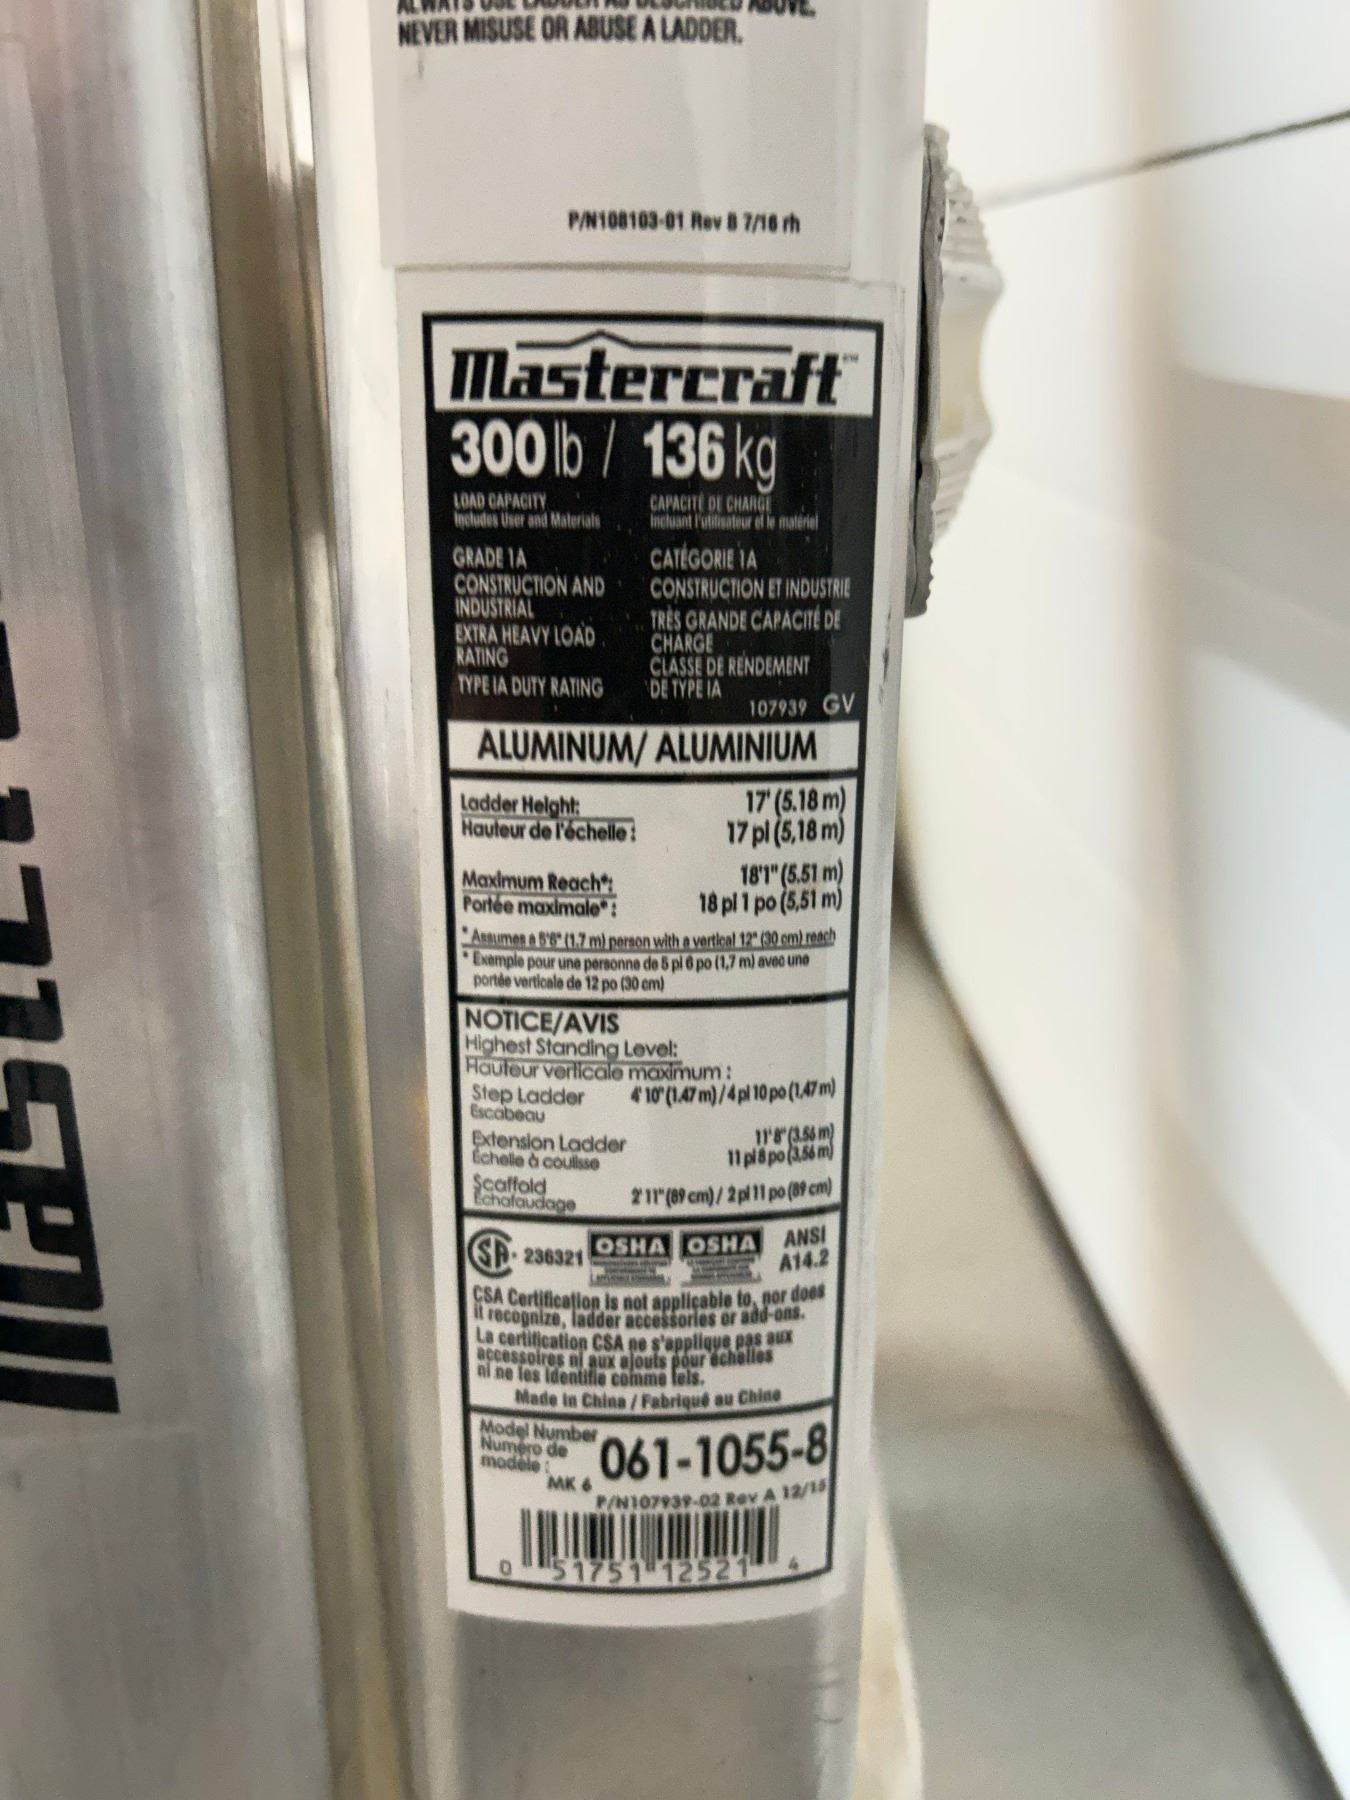 ALWAYS USE LADDER AS DESCRIBED ABOVE.
NEVER MISUSE OR ABUSE A LADDER.
P/N108103-01 Rev B 7/16 rh
Mastercraft™
300 lb / 136 kg
LOAD CAPACITY
Includes User and Materials
CAPACITÉ DE CHARGE
Incluant l'utilisateur et le matériel
GRADE 1A
CONSTRUCTION AND
INDUSTRIAL
EXTRA HEAVY LOAD
RATING
TYPE IA DUTY RATING
CATÉGORIE 1A
CONSTRUCTION ET INDUSTRIE
TRÈS GRANDE CAPACITÉ DE
CHARGE
CLASSE DE RENDEMENT
DE TYPE IA
107939 GV
ALUMINUM/ ALUMINIUM
Ladder Height: 17' (5.18 m)
Hauteur de l'échelle : 17 pi (5,18 m)
Maximum Reach*: 18'1" (5.51 m)
Portée maximale* : 18 pi 1 po (5,51 m)
* Assumes a 5'6" (1.7 m) person with a vertical 12" (30 cm) reach
* Exemple pour une personne de 5 pi 6 po (1,7 m) avec une
portée verticale de 12 po (30 cm)
NOTICE/AVIS
Highest Standing Level:
Hauteur verticale maximum :
Step Ladder 4' 10" (1.47 m) / 4 pi 10 po (1,47 m)
Escabeau
Extension Ladder 11'8" (3.56 m)
Échelle à coulisse 11 pi 8 po (3,56 m)
Scaffold 2' 11" (89 cm) / 2 pi 11 po (89 cm)
Échafaudage
SA 236321 OSHA OSHA ANSI
A14.2
CSA Certification is not applicable to, nor does
it recognize, ladder accessories or add-ons.
La certification CSA ne s'applique pas aux
accessoires ni aux ajouts pour échelles
ni ne les identifie comme tels.
Made in China / Fabriqué au Chine
Model Number
Numéro de
modèle : 061-1055-8
MK 6
P/N107939-02 Rev A 12/15
0 51751 12521 4